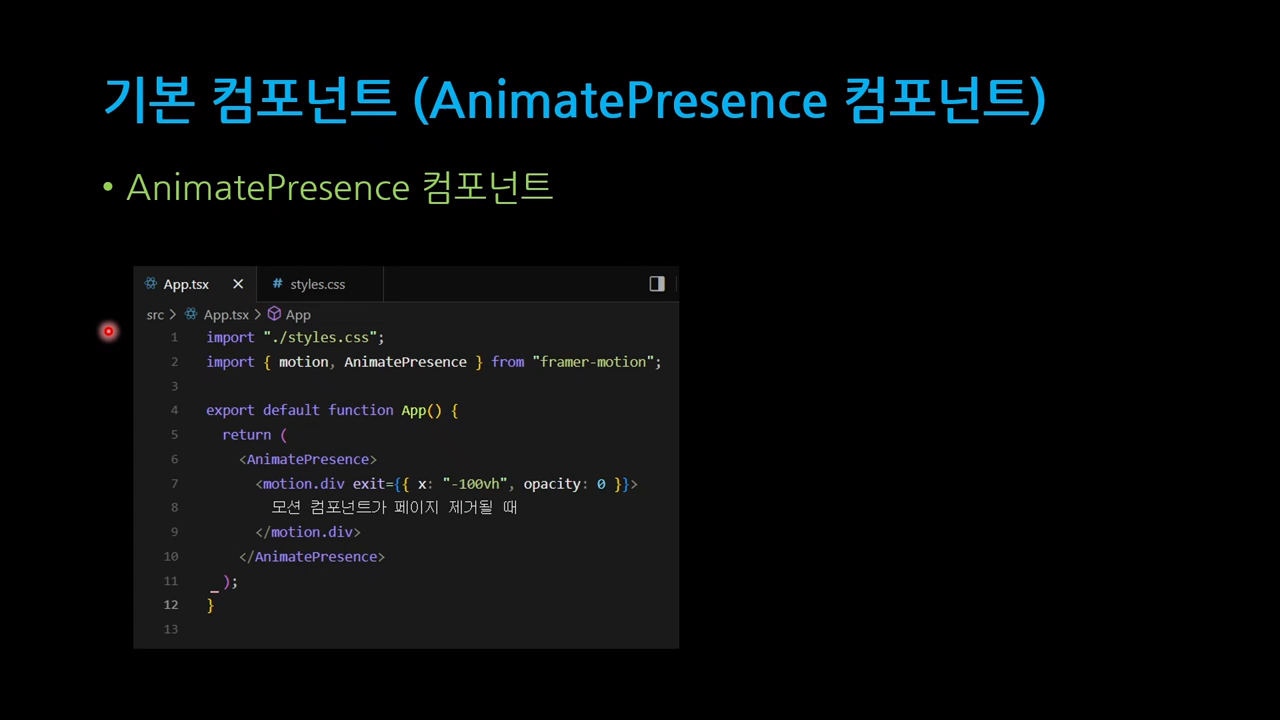 기본 컴포넌트 (AnimatePresence 컴포넌트)
• AnimatePresence 컴포넌트
App.tsx
# styles.css
src > App.tsx > App
1 import "./styles.css";
2 import { motion, AnimatePresence } from "framer-motion";
3
4 export default function App() {
5 return (
6 <AnimatePresence>
7 <motion.div exit={{ x: "-100vh", opacity: 0 }}>
8 모션 컴포넌트가 페이지 제거될 때
9 </motion.div>
10 </AnimatePresence>
11 _ );
12 }
13